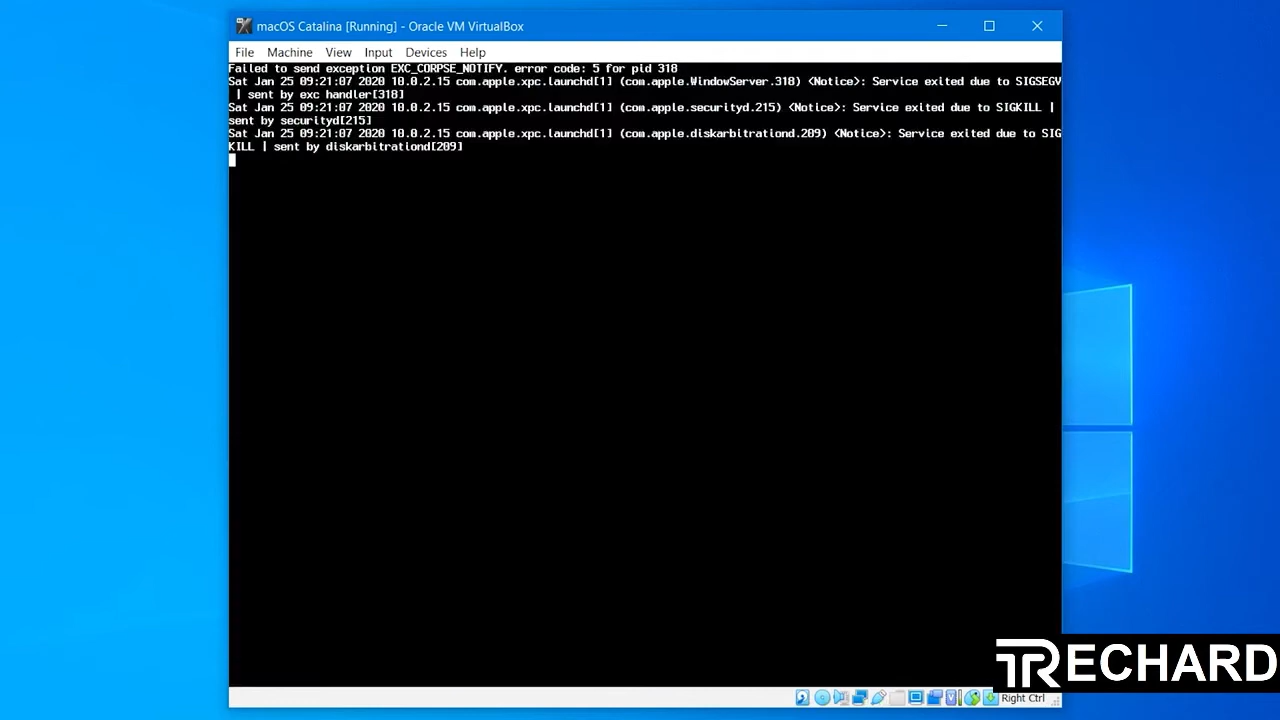 macOS Catalina [Running] - Oracle VM VirtualBox
File Machine View Input Devices Help
Failed to send exception EXC_CORPSE_NOTIFY. error code: 5 for pid 318
Sat Jan 25 09:21:07 2020 10.0.2.15 com.apple.xpc.launchd[1] (com.apple.WindowServer.318) <Notice>: Service exited due to SIGSEGV
| sent by exc handler[318]
Sat Jan 25 09:21:07 2020 10.0.2.15 com.apple.xpc.launchd[1] (com.apple.securityd.215) <Notice>: Service exited due to SIGKILL |
sent by securityd[215]
Sat Jan 25 09:21:07 2020 10.0.2.15 com.apple.xpc.launchd[1] (com.apple.diskarbitrationd.209) <Notice>: Service exited due to SIG
KILL | sent by diskarbitrationd[209]
TRECHARD
Right Ctrl